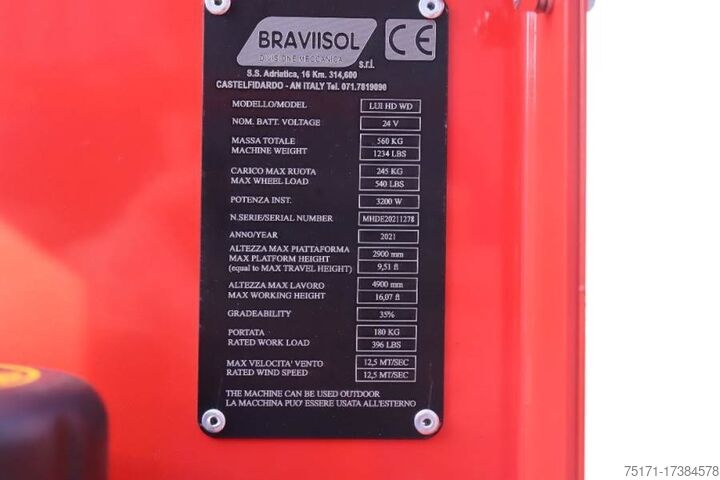 BRAVIISOL
DIVISIONE MECCANICA
s.r.l.
CE
S.S. Adriatica, 16 Km. 314,600
CASTELFIDARDO - AN ITALY Tel. 071.7819090
MODELLO/MODEL LUI HD WD
NOM. BATT. VOLTAGE 24 V
MASSA TOTALE 560 KG
MACHINE WEIGHT 1234 LBS
CARICO MAX RUOTA 245 KG
MAX WHEEL LOAD 540 LBS
POTENZA INST. 3200 W
N.SERIE/SERIAL NUMBER MHDE20211278
ANNO/YEAR 2021
ALTEZZA MAX PIATTAFORMA 2900 mm
MAX PLATFORM HEIGHT
(equal to MAX TRAVEL HEIGHT) 9,51 ft
ALTEZZA MAX LAVORO 4900 mm
MAX WORKING HEIGHT 16,07 ft
GRADEABILITY 35%
PORTATA 180 KG
RATED WORK LOAD 396 LBS
MAX VELOCITA' VENTO 12,5 MT/SEC
RATED WIND SPEED 12,5 MT/SEC
THE MACHINE CAN BE USED OUTDOOR
LA MACCHINA PUO' ESSERE USATA ALL'ESTERNO
75171-17384578